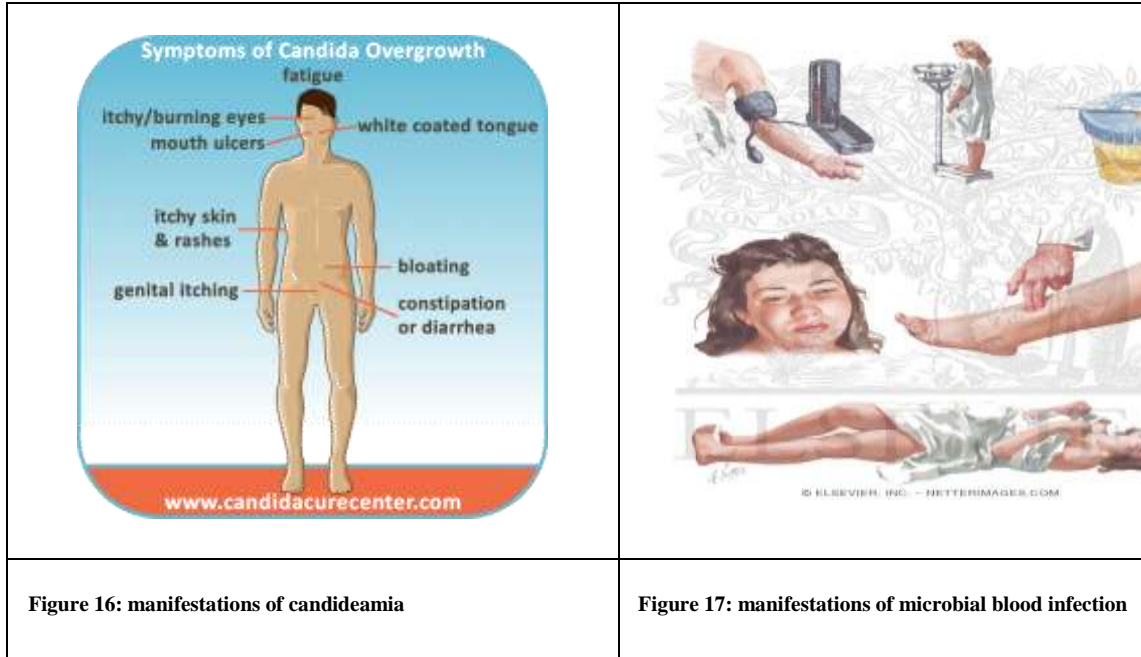 Symptoms of Candida Overgrowth
fatigue
itchy/burning eyes
mouth ulcers
white coated tongue
itchy skin
& rashes
bloating
genital itching
constipation
or diarrhea
www.candidacurecenter.com
NON SOLUS
© ELSEVIER, INC. - NETTERIMAGES.COM
Figure 16: manifestations of candideamia
Figure 17: manifestations of microbial blood infection